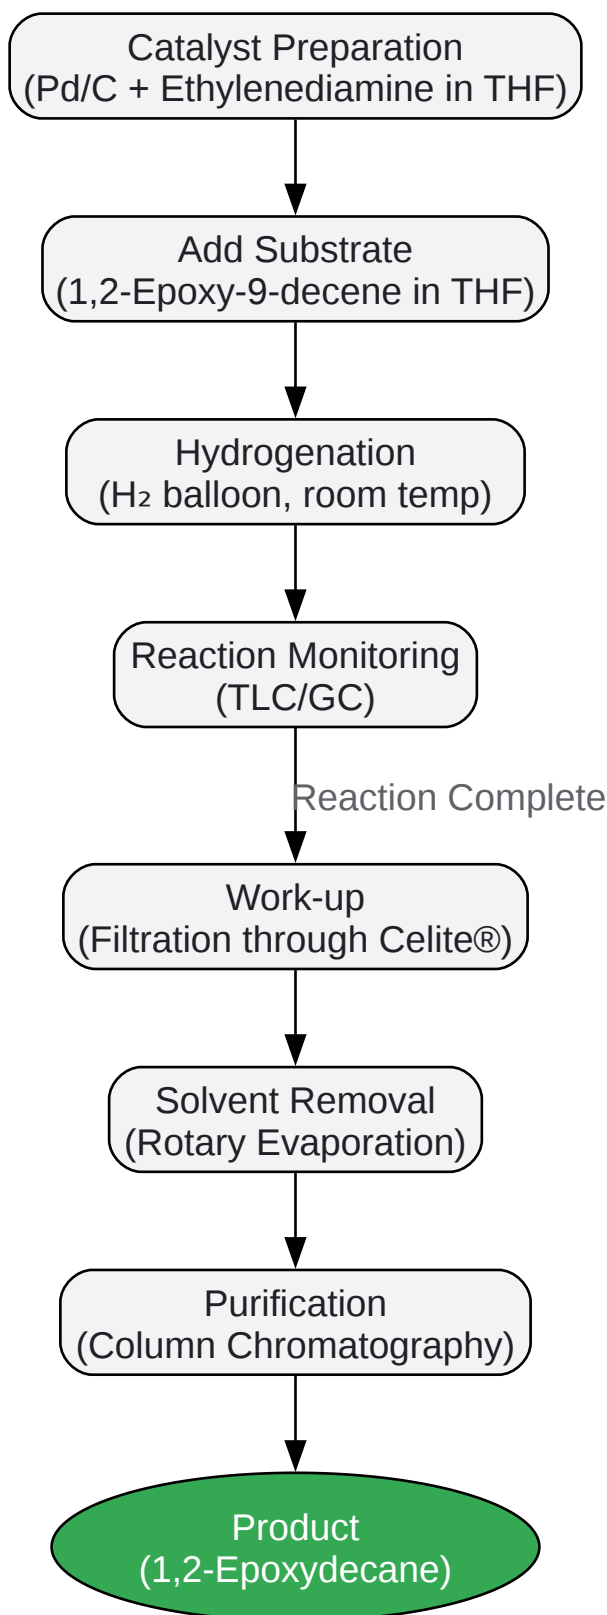 Catalyst Preparation
(Pd/C + Ethylenediamine in THF)
Add Substrate
(1,2-Epoxy-9-decene in THF)
Hydrogenation
(H₂ balloon, room temp)
Reaction Monitoring
(TLC/GC)
Reaction Complete
Work-up
(Filtration through Celite®)
Solvent Removal
(Rotary Evaporation)
Purification
(Column Chromatography)
Product
(1,2-Epoxydecane)